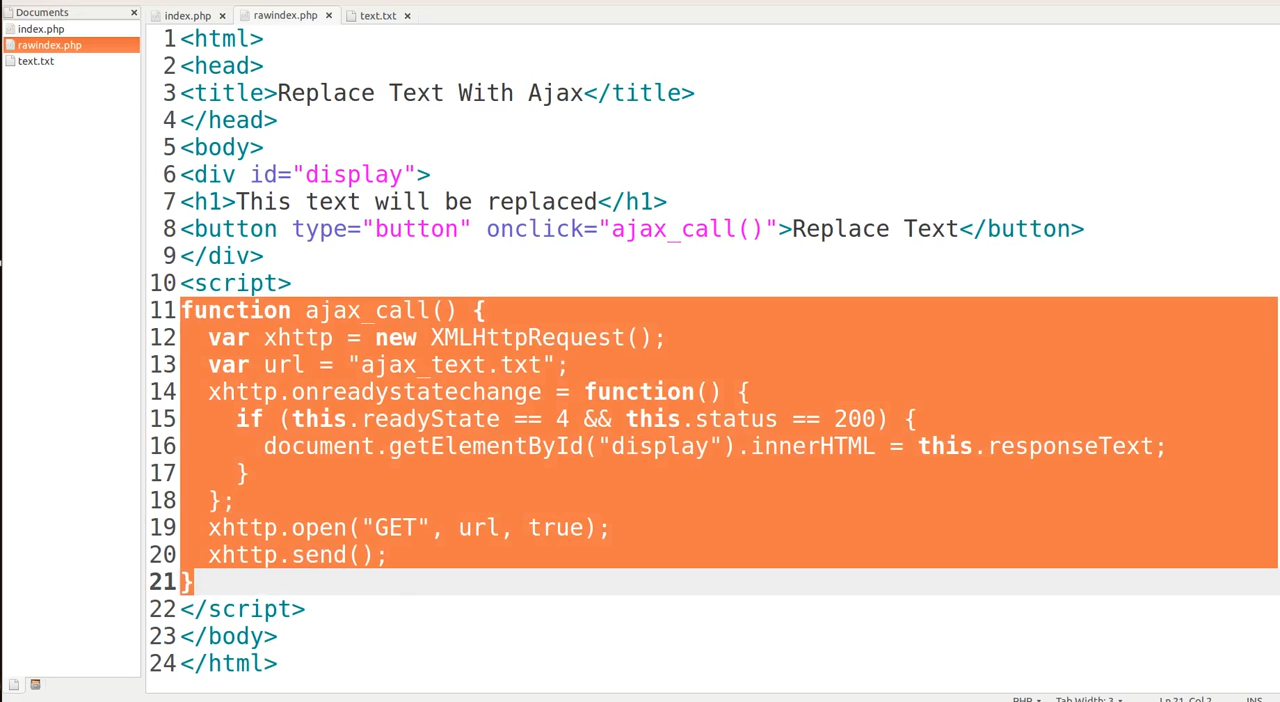 Documents
index.php
rawindex.php
text.txt
index.php
rawindex.php
text.txt
1<html>
2<head>
3<title>Replace Text With Ajax</title>
4</head>
5<body>
6<div id="display">
7<h1>This text will be replaced</h1>
8<button type="button" onclick="ajax_call()">Replace Text</button>
9</div>
10<script>
11function ajax_call() {
12  var xhttp = new XMLHttpRequest();
13  var url = "ajax_text.txt";
14  xhttp.onreadystatechange = function() {
15    if (this.readyState == 4 && this.status == 200) {
16      document.getElementById("display").innerHTML = this.responseText;
17    }
18  };
19  xhttp.open("GET", url, true);
20  xhttp.send();
21}
22</script>
23</body>
24</html>
PHP Tab Width: 3 Ln 21, Col 2 INS